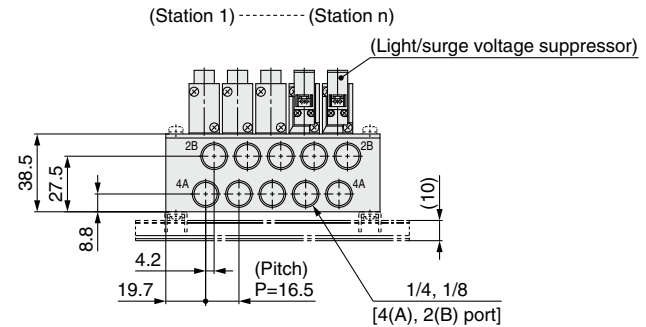 (Station 1) ---------- (Station n)
(Light/surge voltage suppressor)
2B
2B
4A
4A
38.5
27.5
8.8
(10)
4.2
(Pitch)
19.7
P=16.5
1/4, 1/8
[4(A), 2(B) port]